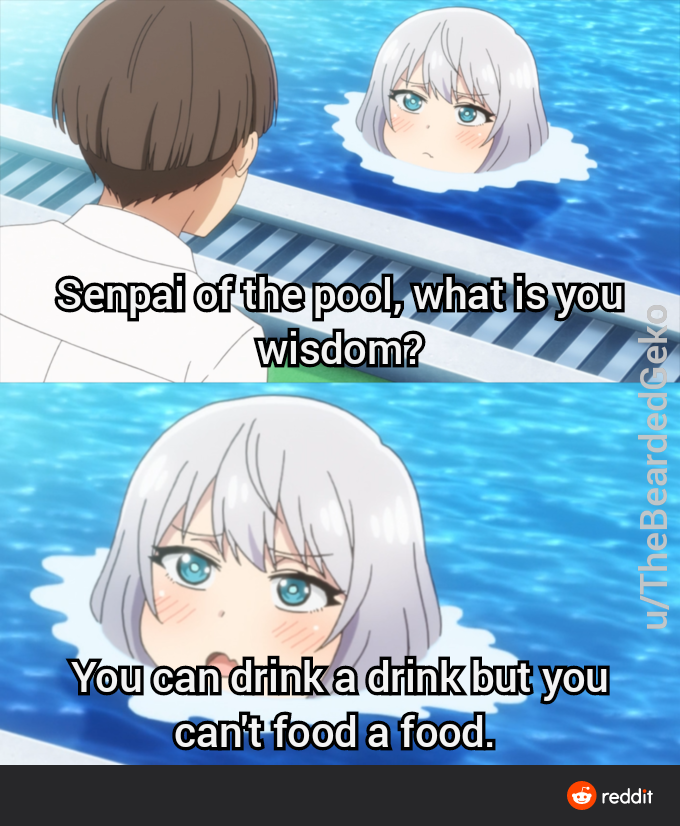 Senpai of the pool, what is you
wisdom?
u/TheBeardedGeko
You can drink a drink but you
can't food a food.
reddit